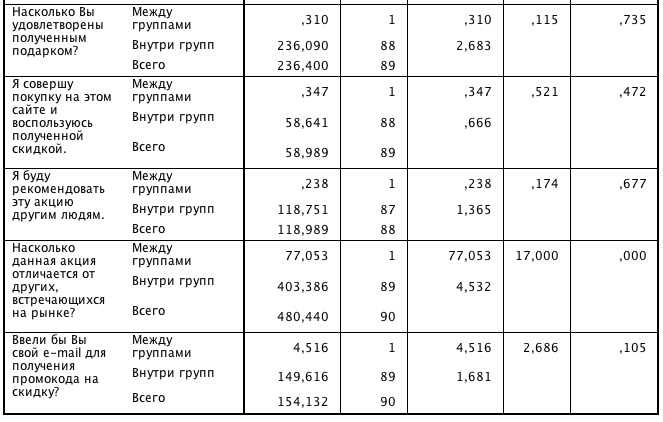 Насколько Вы удовлетворены полученным подарком? Между группами ,310 1 ,310 ,115 ,735
Внутри групп 236,090 88 2,683
Всего 236,400 89
Я совершу покупку на этом сайте и воспользуюсь полученной скидкой. Между группами ,347 1 ,347 ,521 ,472
Внутри групп 58,641 88 ,666
Всего 58,989 89
Я буду рекомендовать эту акцию другим людям. Между группами ,238 1 ,238 ,174 ,677
Внутри групп 118,751 87 1,365
Всего 118,989 88
Насколько данная акция отличается от других, встречающихся на рынке? Между группами 77,053 1 77,053 17,000 ,000
Внутри групп 403,386 89 4,532
Всего 480,440 90
Ввели бы Вы свой e-mail для получения промокода на скидку? Между группами 4,516 1 4,516 2,686 ,105
Внутри групп 149,616 89 1,681
Всего 154,132 90